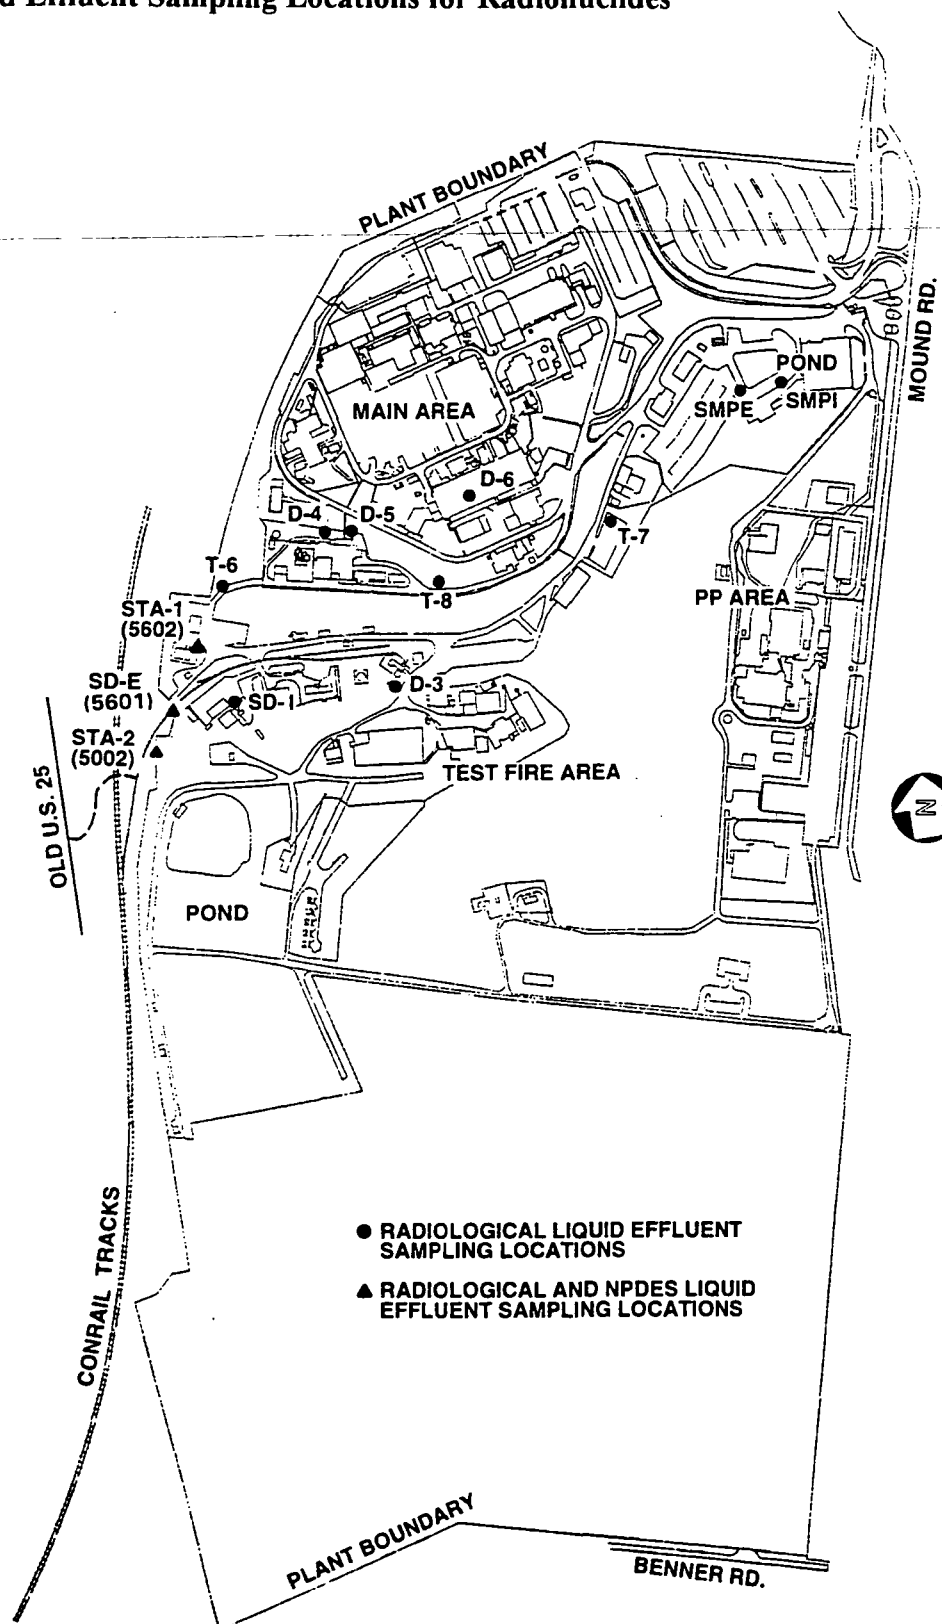 d Effluent Sampling Locations for Radionuclides
PLANT BOUNDARY
MOUND RD.
POND
SMPE
SMPI
MAIN AREA
D-6
D-4
D-5
T-7
T-6
T-8
PP AREA
STA-1
(5602)
SD-E
(5601)
SD-1
D-3
STA-2
(5002)
TEST FIRE AREA
OLD U.S. 25
N
POND
CONRAIL TRACKS
● RADIOLOGICAL LIQUID EFFLUENT
SAMPLING LOCATIONS
▲ RADIOLOGICAL AND NPDES LIQUID
EFFLUENT SAMPLING LOCATIONS
PLANT BOUNDARY
BENNER RD.